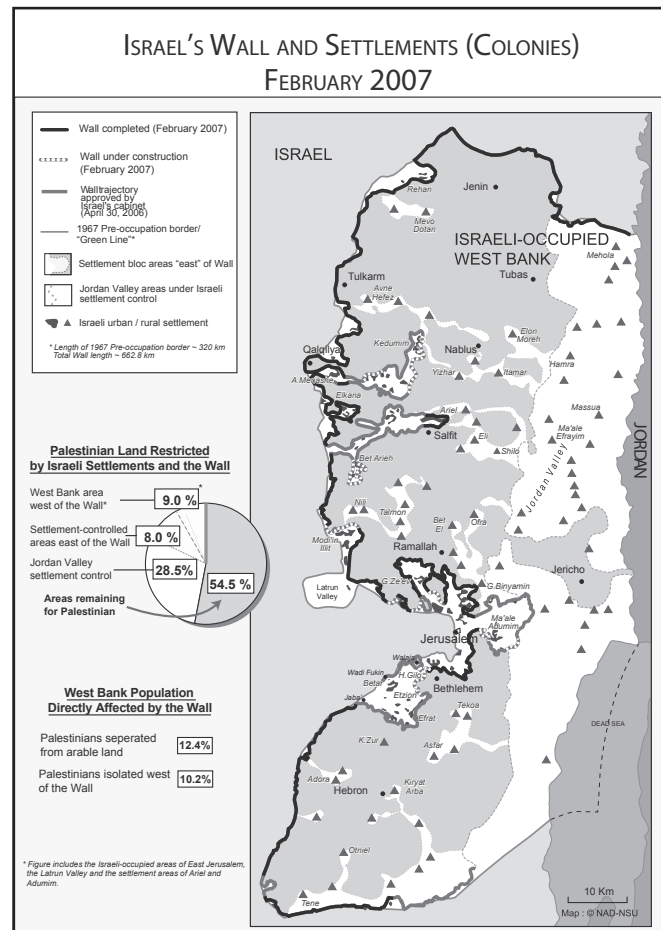 ISRAEL'S WALL AND SETTLEMENTS (COLONIES)
FEBRUARY 2007
Wall completed (February 2007)
Wall under construction
(February 2007)
Walltrajectory
approved by
Israel's cabinet
(April 30, 2006)
1967 Pre-occupation border/
"Green Line"*
Settlement bloc areas "east" of Wall
Jordan Valley areas under Israeli
settlement control
Israeli urban / rural settlement
* Length of 1967 Pre-occupation border ~ 320 km
Total Wall length ~ 662.8 km
Palestinian Land Restricted
by Israeli Settlements and the Wall
West Bank area
west of the Wall*
9.0 %
*
Settlement-controlled
areas east of the Wall
8.0 %
Jordan Valley
settlement control
28.5%
54.5 %
Areas remaining
for Palestinian
West Bank Population
Directly Affected by the Wall
Palestinians seperated
from arable land
12.4%
Palestinians isolated west
of the Wall
10.2%
* Figure includes the Israeli-occupied areas of East Jerusalem,
the Latrun Valley and the settlement areas of Ariel and
Adumim.
ISRAEL
Rehan
Jenin
Mevo
Dotan
ISRAELI-OCCUPIED
WEST BANK
Mehola
Tulkarm
Tubas
Avne
Hefez
Elon
Moreh
Kedumim
Nablus
Qalqilya
Hamra
Yizhar
Itamar
A.Menashe
Elkana
Massua
Ariel
Ma'ale
Efrayim
Salfit
Eli
Shilo
JORDAN
Jordan Valley
Bet Arieh
Nili
Talmon
Bet
El
Ofra
Modi'in
Illit
Ramallah
Jericho
Latrun
Valley
G.Ze'ev
G.Binyamin
Ma'ale
Adumim
Jerusalem
Walaja
Wadi Fukin
H.Gilo
Betar
Bethlehem
Jaba
Etzion
Efrat
Tekoa
DEAD SEA
K.Zur
Asfar
Adora
Kiryat
Arba
Hebron
Otniel
Tene
10 Km
Map : © NAD-NSU